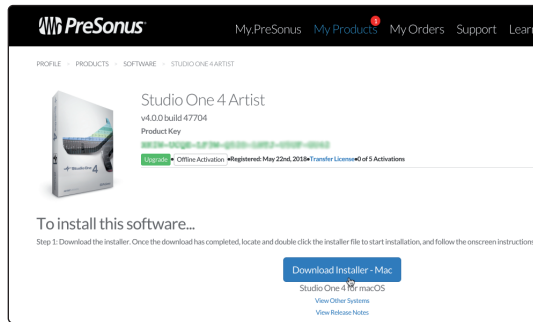 PreSonus
My.PreSonus My Products 1 My Orders Support Learn
PROFILE PRODUCTS SOFTWARE STUDIO ONE 4 ARTIST
Studio One 4 Artist
v4.0.0 build 47704
Product Key
Upgrade • Offline Activation •Registered: May 22nd, 2018•Transfer License•0 of 5 Activations
Studio One 4
To install this software...
Step 1: Download the installer. Once the download has completed, locate and double click the installer file to start installation, and follow the onscreen instructions
Download Installer - Mac
Studio One 4 for macOS
View Other Systems
View Release Notes